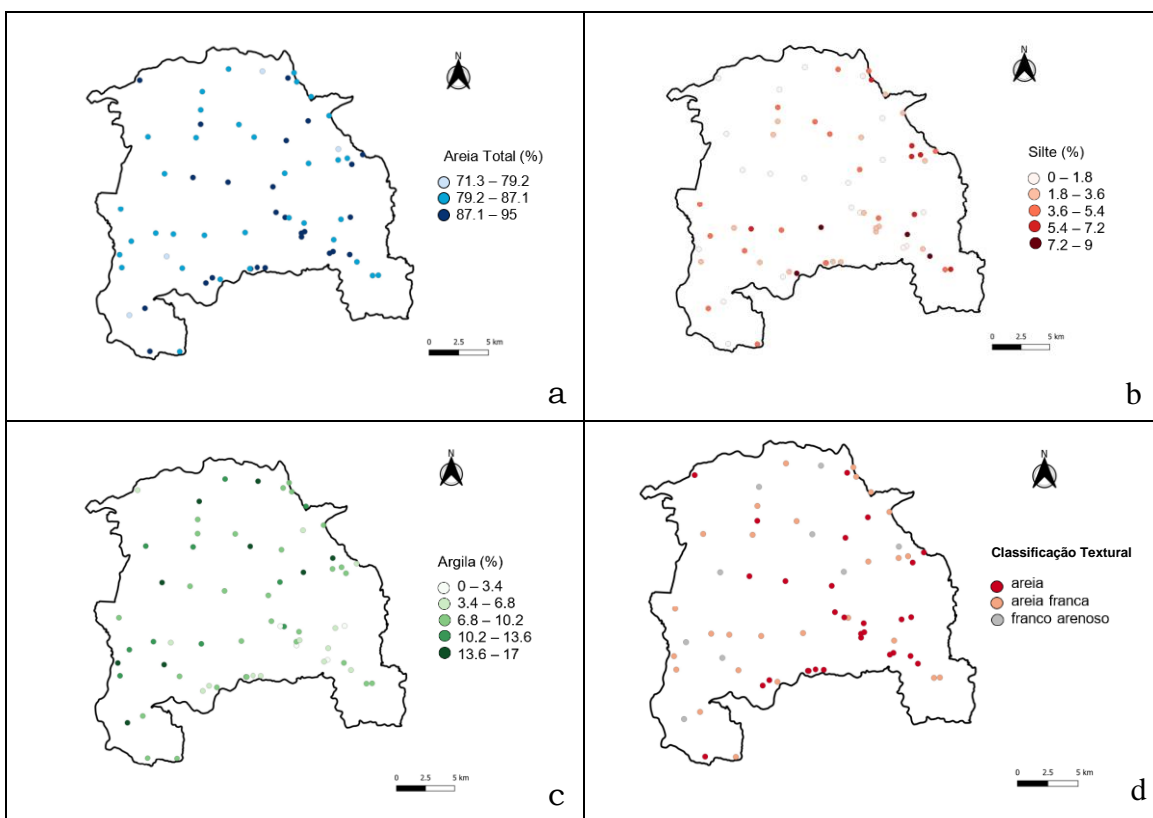 N
Areia Total (%)
71.3 – 79.2
79.2 – 87.1
87.1 – 95
0 2.5 5 km
a
N
Silte (%)
0 – 1.8
1.8 – 3.6
3.6 – 5.4
5.4 – 7.2
7.2 – 9
0 2.5 5 km
b
N
Argila (%)
0 – 3.4
3.4 – 6.8
6.8 – 10.2
10.2 – 13.6
13.6 – 17
0 2.5 5 km
c
N
Classificação Textural
areia
areia franca
franco arenoso
0 2.5 5 km
d